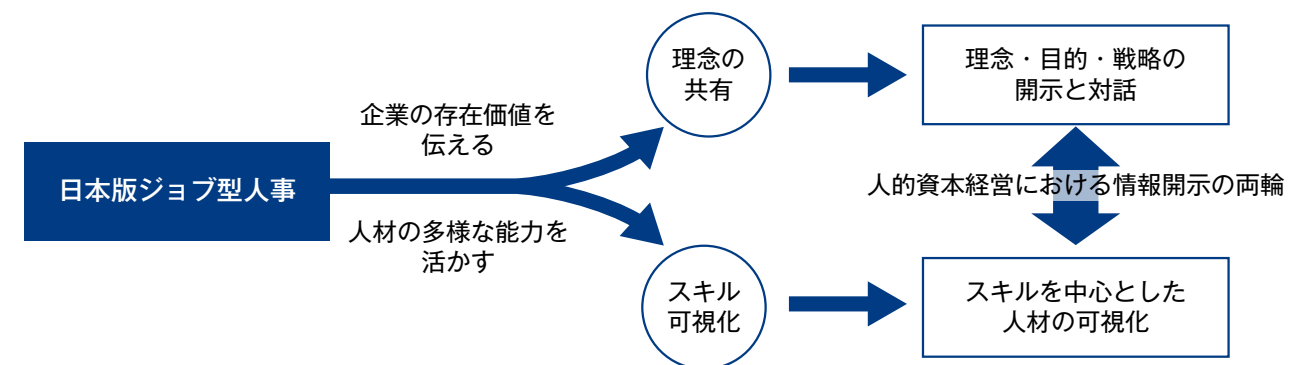 理念の
共有
理念・目的・戦略の
開示と対話
企業の存在価値を
伝える
日本版ジョブ型人事
人的資本経営における情報開示の両輪
人材の多様な能力を
活かす
スキル
可視化
スキルを中心とした
人材の可視化